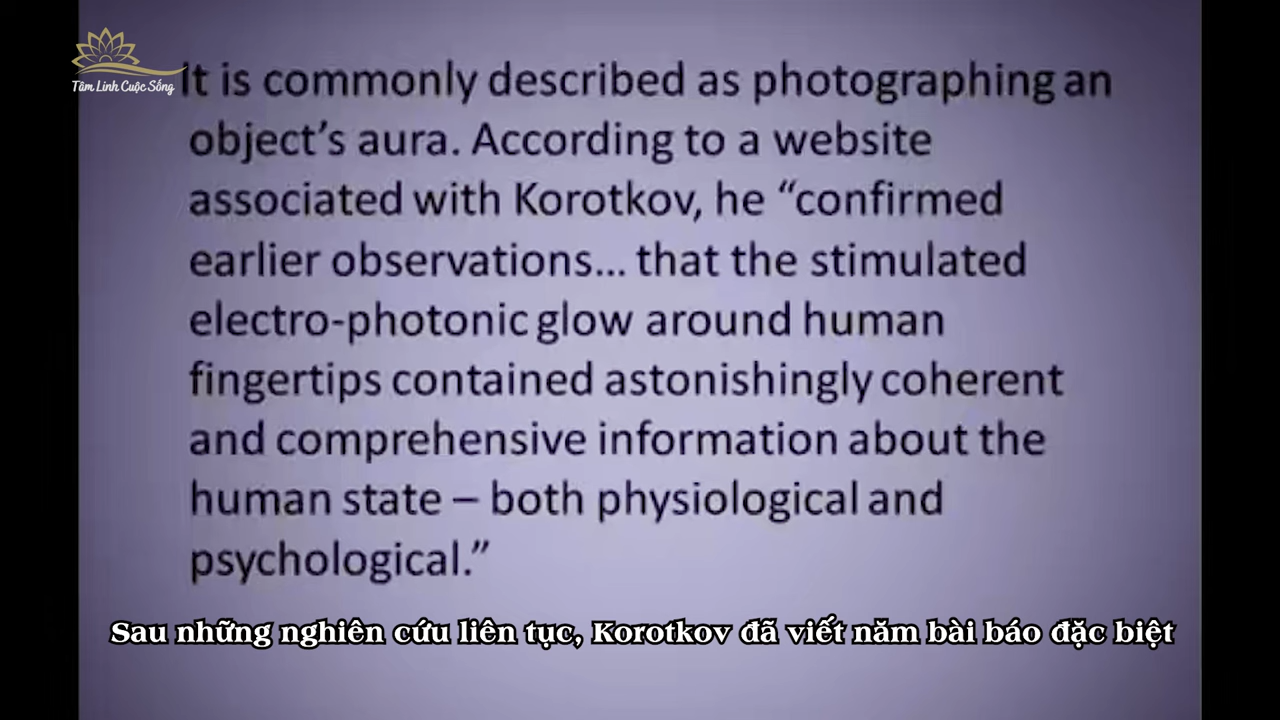 Tâm Linh Cuộc Sống
It is commonly described as photographing an
object’s aura. According to a website
associated with Korotkov, he “confirmed
earlier observations... that the stimulated
electro-photonic glow around human
fingertips contained astonishingly coherent
and comprehensive information about the
human state – both physiological and
psychological.”
Sau những nghiên cứu liên tục, Korotkov đã viết năm bài báo đặc biệt